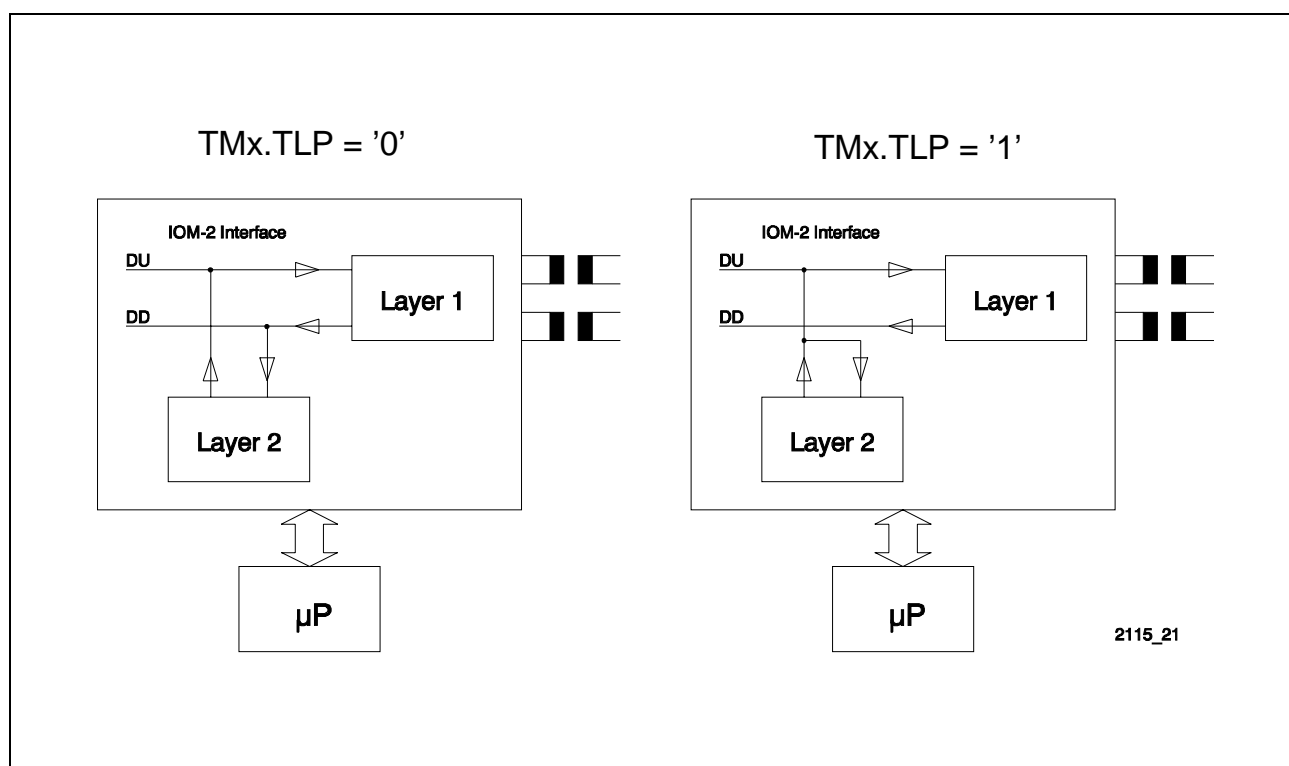 TMx.TLP = ’0’
IOM-2 Interface
DU
DD
Layer 1
Layer 2
µP
TMx.TLP = ’1’
IOM-2 Interface
DU
DD
Layer 1
Layer 2
µP
2115_21